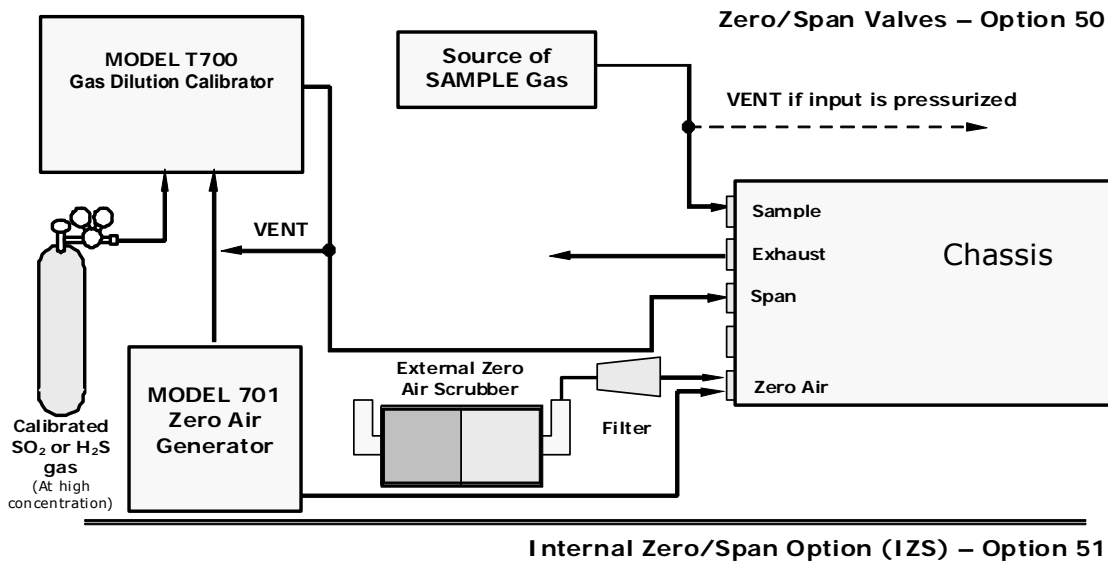 Zero/Span Valves – Option 50
MODEL T700
Gas Dilution Calibrator
Source of
SAMPLE Gas
VENT if input is pressurized
Sample
Exhaust
Chassis
VENT
Span
External Zero
Air Scrubber
Zero Air
MODEL 701
Zero Air
Generator
Filter
Calibrated
SO₂ or H₂S
gas
(At high
concentration)
Internal Zero/Span Option (IZS) – Option 51